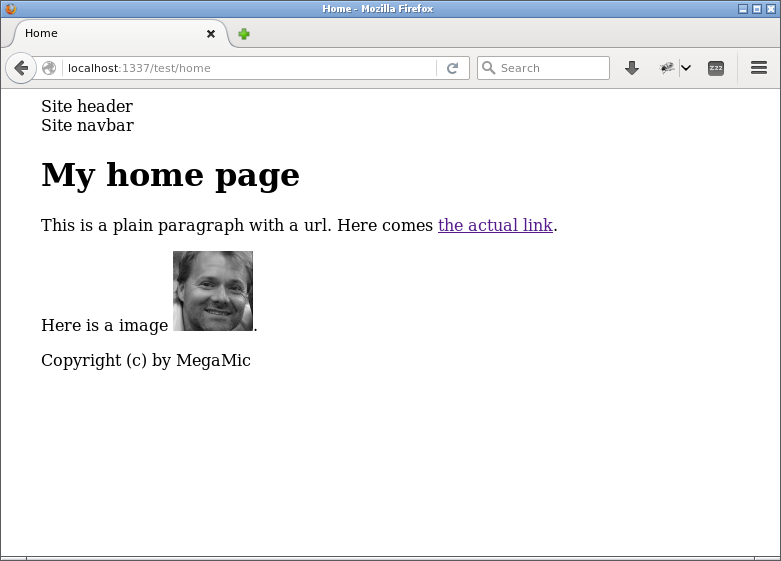 Home - Mozilla Firefox
Home
localhost:1337/test/home
Search
zzz
Site header
Site navbar
My home page
This is a plain paragraph with a url. Here comes the actual link.
Here is a image .
Copyright (c) by MegaMic